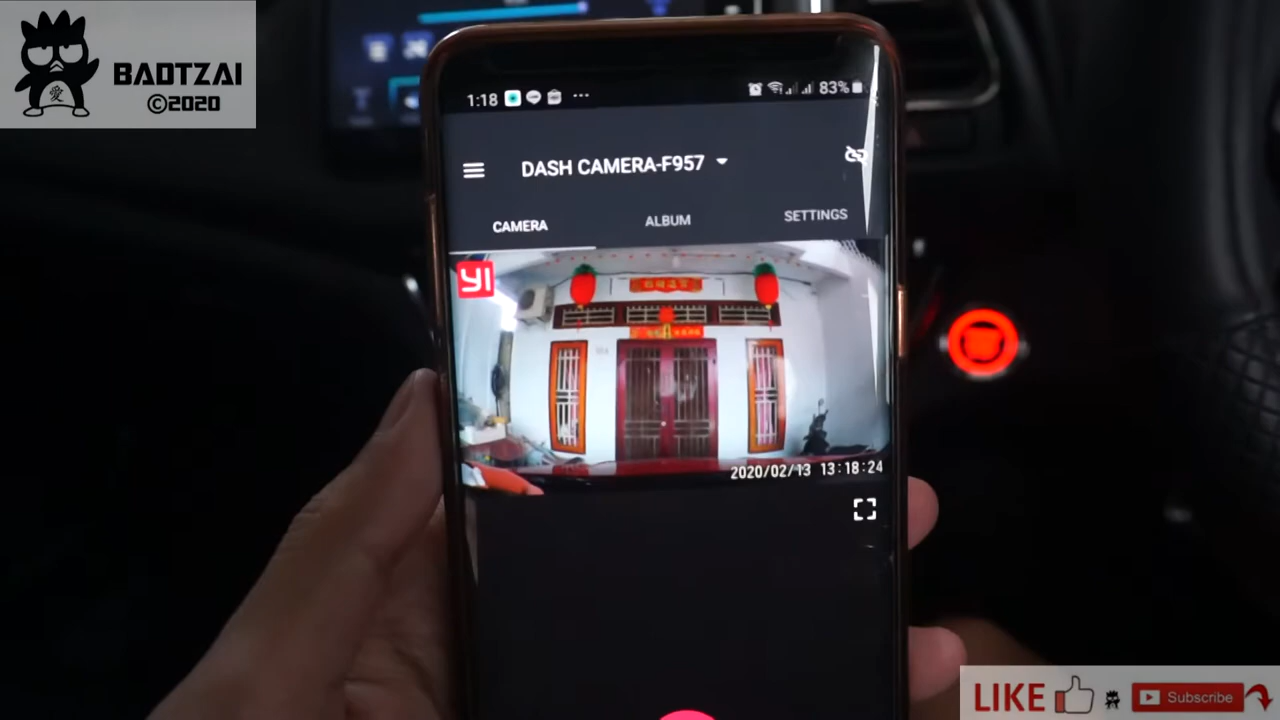 BADTZAI
©2020
愛
1:18
83%
DASH CAMERA-F957
CAMERA
ALBUM
SETTINGS
YI
2020/02/13 13:18:24
LIKE
Subscribe